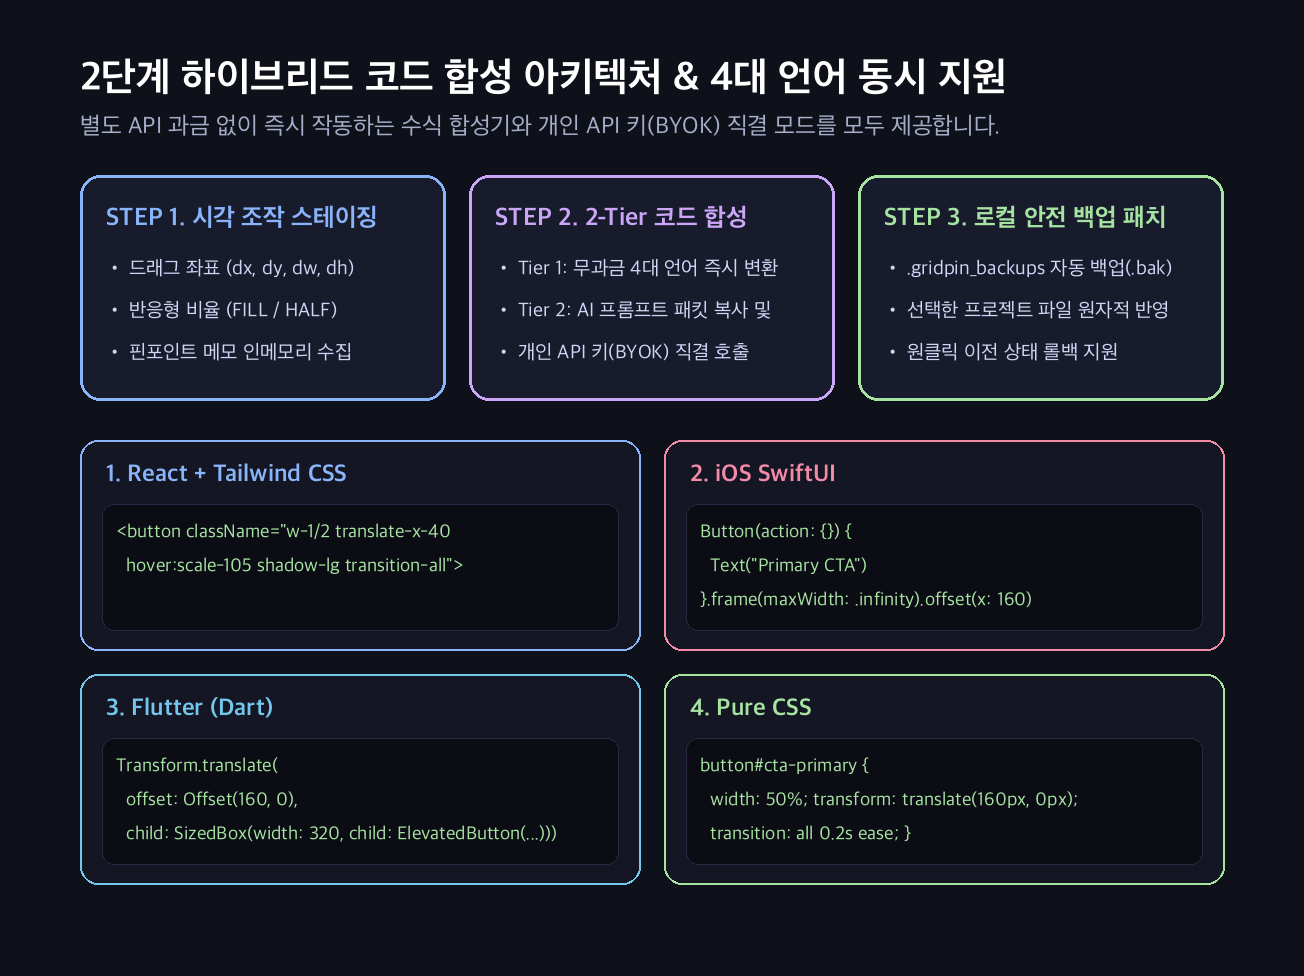 2단계 하이브리드 코드 합성 아키텍처 & 4대 언어 동시 지원
별도 API 과금 없이 즉시 작동하는 수식 합성기와 개인 API 키(BYOK) 직결 모드를 모두 제공합니다.
STEP 1. 시각 조작 스테이징
• 드래그 좌표 (dx, dy, dw, dh)
• 반응형 비율 (FILL / HALF)
• 핀포인트 메모 인메모리 수집
STEP 2. 2-Tier 코드 합성
• Tier 1: 무과금 4대 언어 즉시 변환
• Tier 2: AI 프롬프트 패킷 복사 및
• 개인 API 키(BYOK) 직결 호출
STEP 3. 로컬 안전 백업 패치
• .gridpin_backups 자동 백업(.bak)
• 선택한 프로젝트 파일 원자적 반영
• 원클릭 이전 상태 롤백 지원
1. React + Tailwind CSS
<button className="w-1/2 translate-x-40
hover:scale-105 shadow-lg transition-all">
2. iOS SwiftUI
Button(action: {}) {
Text("Primary CTA")
}.frame(maxWidth: .infinity).offset(x: 160)
3. Flutter (Dart)
Transform.translate(
offset: Offset(160, 0),
child: SizedBox(width: 320, child: ElevatedButton(...)))
4. Pure CSS
button#cta-primary {
width: 50%; transform: translate(160px, 0px);
transition: all 0.2s ease; }